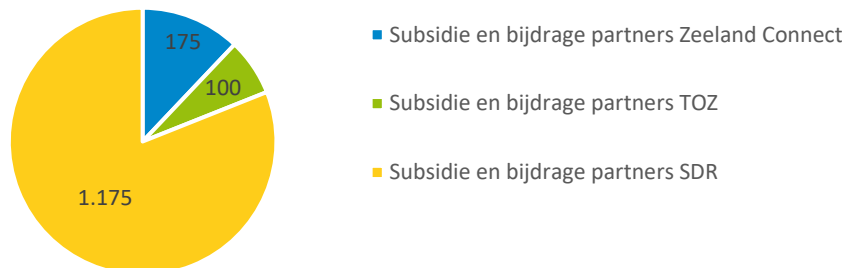 175
Subsidie en bijdrage partners Zeeland Connect
100
Subsidie en bijdrage partners TOZ
Subsidie en bijdrage partners SDR
1.175